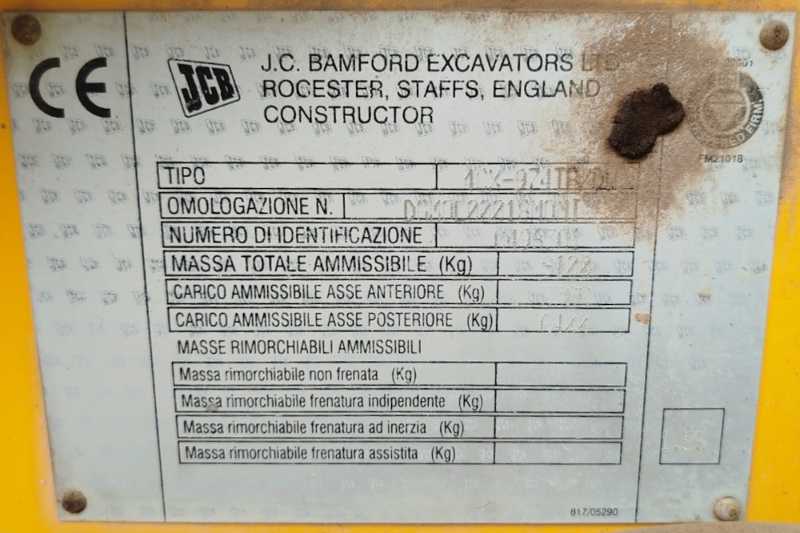 CE
JCB
J.C. BAMFORD EXCAVATORS LTD
ROCESTER, STAFFS, ENGLAND
CONSTRUCTOR
FIRM
FM21018
TIPO
OMOLOGAZIONE N.
NUMERO DI IDENTIFICAZIONE
MASSA TOTALE AMMISSIBILE (Kg)
CARICO AMMISSIBILE ASSE ANTERIORE (Kg)
CARICO AMMISSIBILE ASSE POSTERIORE (Kg)
MASSE RIMORCHIABILI AMMISSIBILI
Massa rimorchiabile non frenata (Kg)
Massa rimorchiabile frenatura indipendente (Kg)
Massa rimorchiabile frenatura ad inerzia (Kg)
Massa rimorchiabile frenatura assistita (Kg)
817/05290